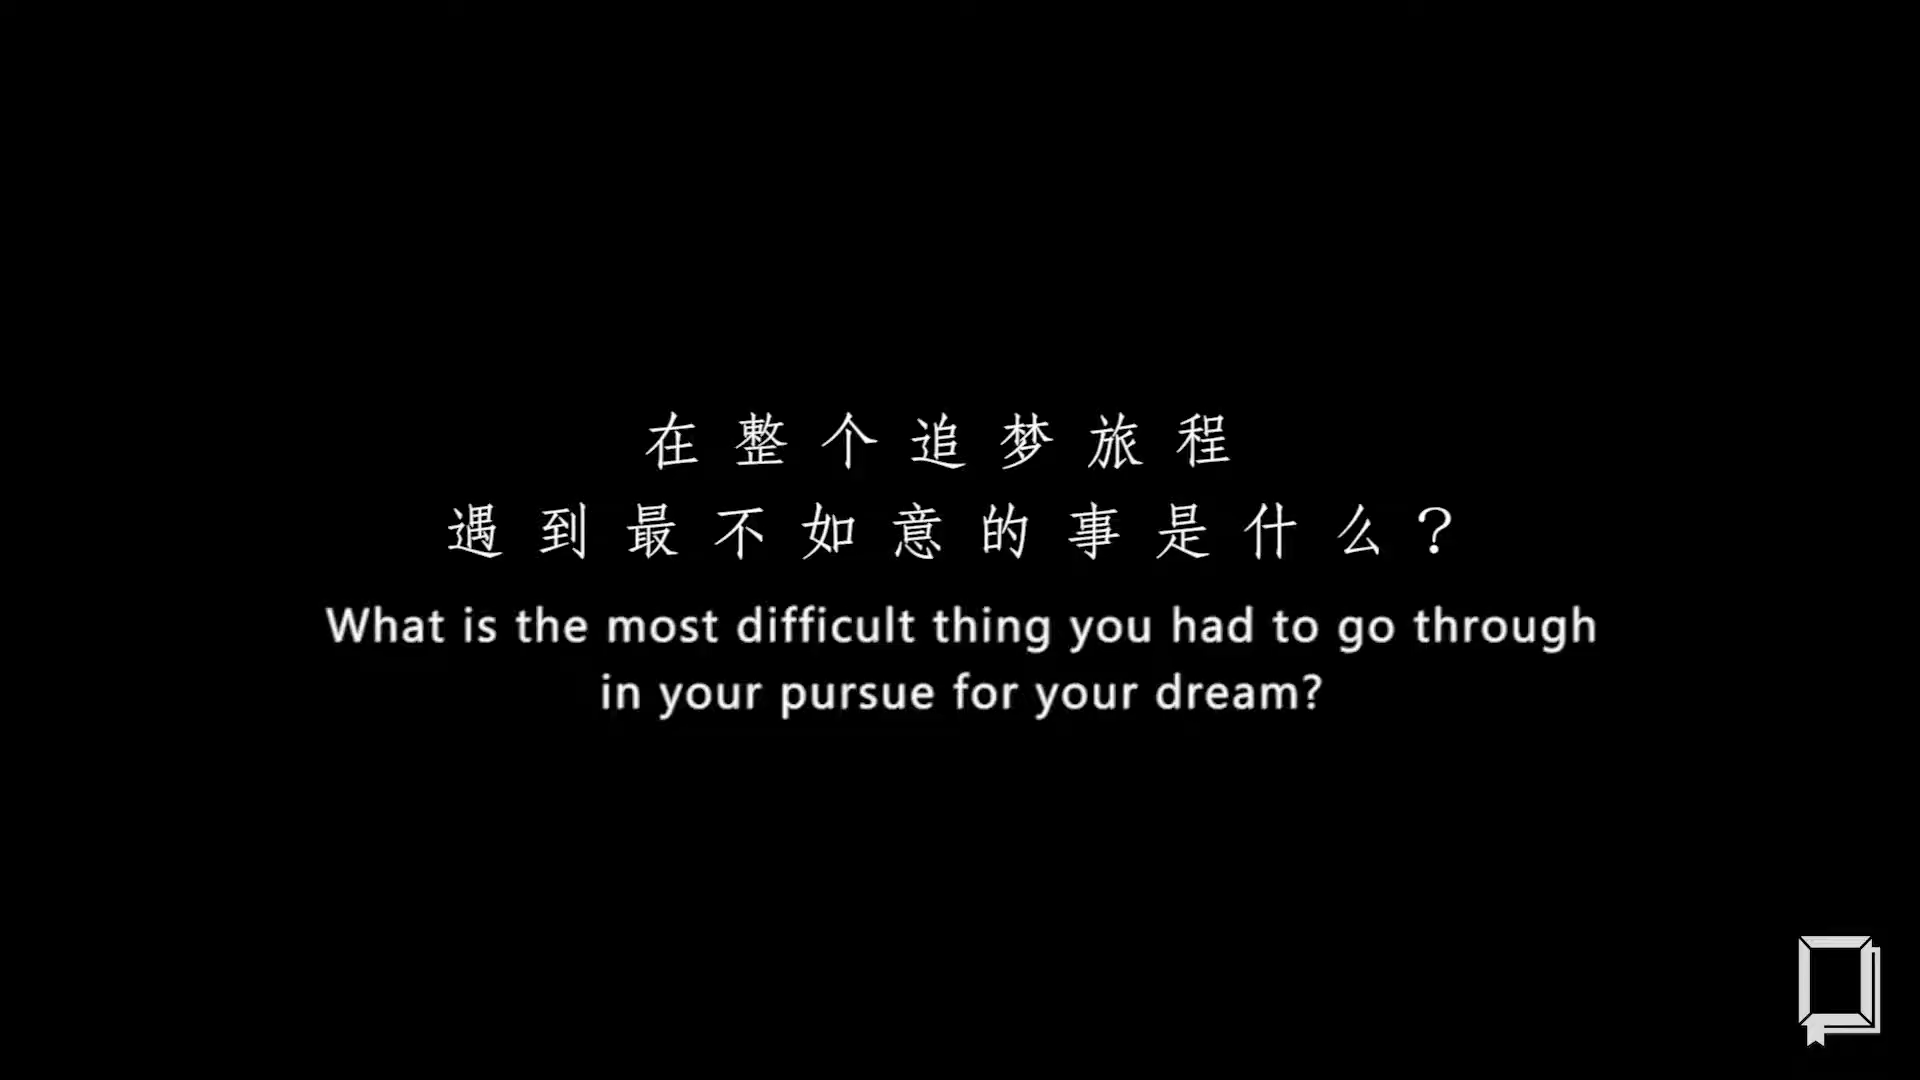 在整个追梦旅程
遇到最不如意的事是什么？
What is the most difficult thing you had to go through
in your pursue for your dream?